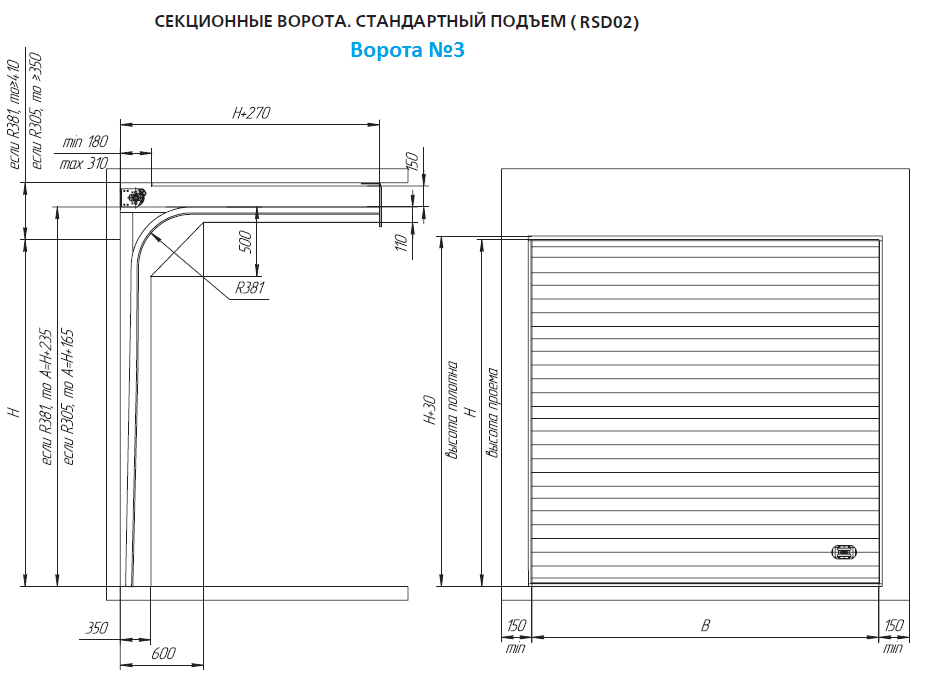 СЕКЦИОННЫЕ ВОРОТА. СТАНДАРТНЫЙ ПОДЪЕМ ( RSD02)
Ворота №3
если R381, то≥410
если R305, то ≥350
H+270
min 180
max 310
150
110
500
R381
H
если R381, то A=H+235
если R305, то A=H+165
350
600
H+30
высота полотна
H
высота проема
150
min
B
150
min